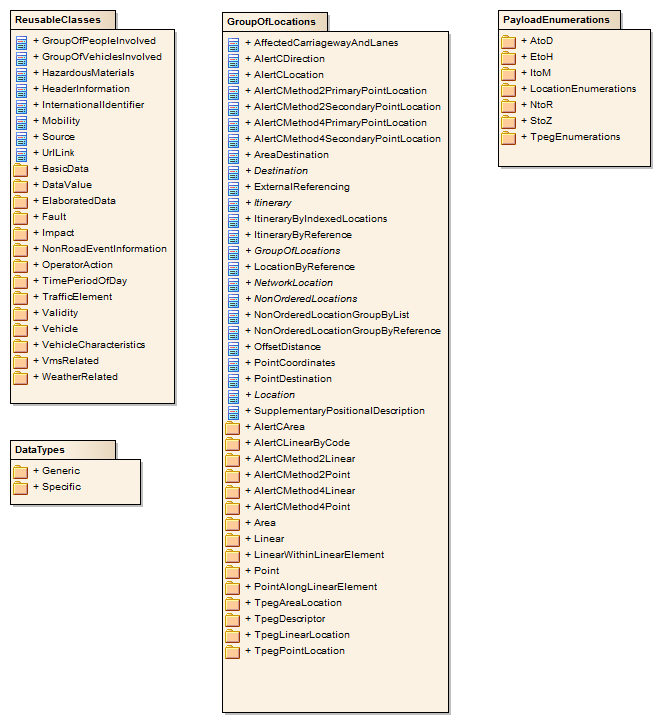 ReusableClasses
+ GroupOfPeopleInvolved
+ GroupOfVehiclesInvolved
+ HazardousMaterials
+ HeaderInformation
+ InternationalIdentifier
+ Mobility
+ Source
+ UrlLink
+ BasicData
+ DataValue
+ ElaboratedData
+ Fault
+ Impact
+ NonRoadEventInformation
+ OperatorAction
+ TimePeriodOfDay
+ TrafficElement
+ Validity
+ Vehicle
+ VehicleCharacteristics
+ VmsRelated
+ WeatherRelated
DataTypes
+ Generic
+ Specific
GroupOfLocations
+ AffectedCarriagewayAndLanes
+ AlertCDirection
+ AlertCLocation
+ AlertCMethod2PrimaryPointLocation
+ AlertCMethod2SecondaryPointLocation
+ AlertCMethod4PrimaryPointLocation
+ AlertCMethod4SecondaryPointLocation
+ AreaDestination
+ Destination
+ ExternalReferencing
+ Itinerary
+ ItineraryByIndexedLocations
+ ItineraryByReference
+ GroupOfLocations
+ LocationByReference
+ NetworkLocation
+ NonOrderedLocations
+ NonOrderedLocationGroupByList
+ NonOrderedLocationGroupByReference
+ OffsetDistance
+ PointCoordinates
+ PointDestination
+ Location
+ SupplementaryPositionalDescription
+ AlertCArea
+ AlertCLinearByCode
+ AlertCMethod2Linear
+ AlertCMethod2Point
+ AlertCMethod4Linear
+ AlertCMethod4Point
+ Area
+ Linear
+ LinearWithinLinearElement
+ Point
+ PointAlongLinearElement
+ TpegAreaLocation
+ TpegDescriptor
+ TpegLinearLocation
+ TpegPointLocation
PayloadEnumerations
+ AtoD
+ EtoH
+ ItoM
+ LocationEnumerations
+ NtoR
+ StoZ
+ TpegEnumerations